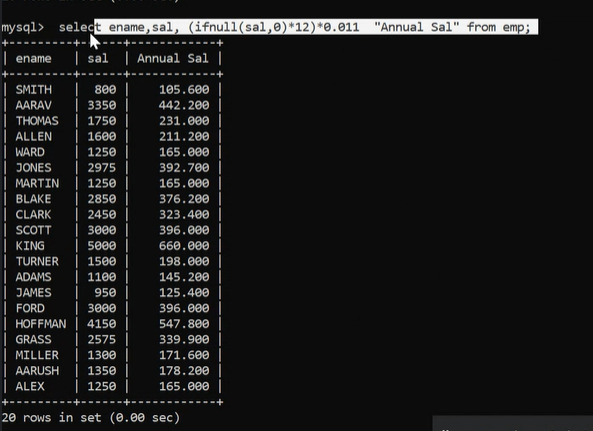 mysql>  select ename,sal, (ifnull(sal,0)*12)*0.011  "Annual Sal" from emp;
+---------+------+------------+
| ename   | sal  | Annual Sal |
+---------+------+------------+
| SMITH   |  800 |    105.600 |
| AARAV   | 3350 |    442.200 |
| THOMAS  | 1750 |    231.000 |
| ALLEN   | 1600 |    211.200 |
| WARD    | 1250 |    165.000 |
| JONES   | 2975 |    392.700 |
| MARTIN  | 1250 |    165.000 |
| BLAKE   | 2850 |    376.200 |
| CLARK   | 2450 |    323.400 |
| SCOTT   | 3000 |    396.000 |
| KING    | 5000 |    660.000 |
| TURNER  | 1500 |    198.000 |
| ADAMS   | 1100 |    145.200 |
| JAMES   |  950 |    125.400 |
| FORD    | 3000 |    396.000 |
| HOFFMAN | 4150 |    547.800 |
| GRASS   | 2575 |    339.900 |
| MILLER  | 1300 |    171.600 |
| AARUSH  | 1350 |    178.200 |
| ALEX    | 1250 |    165.000 |
+---------+------+------------+
20 rows in set (0.00 sec)